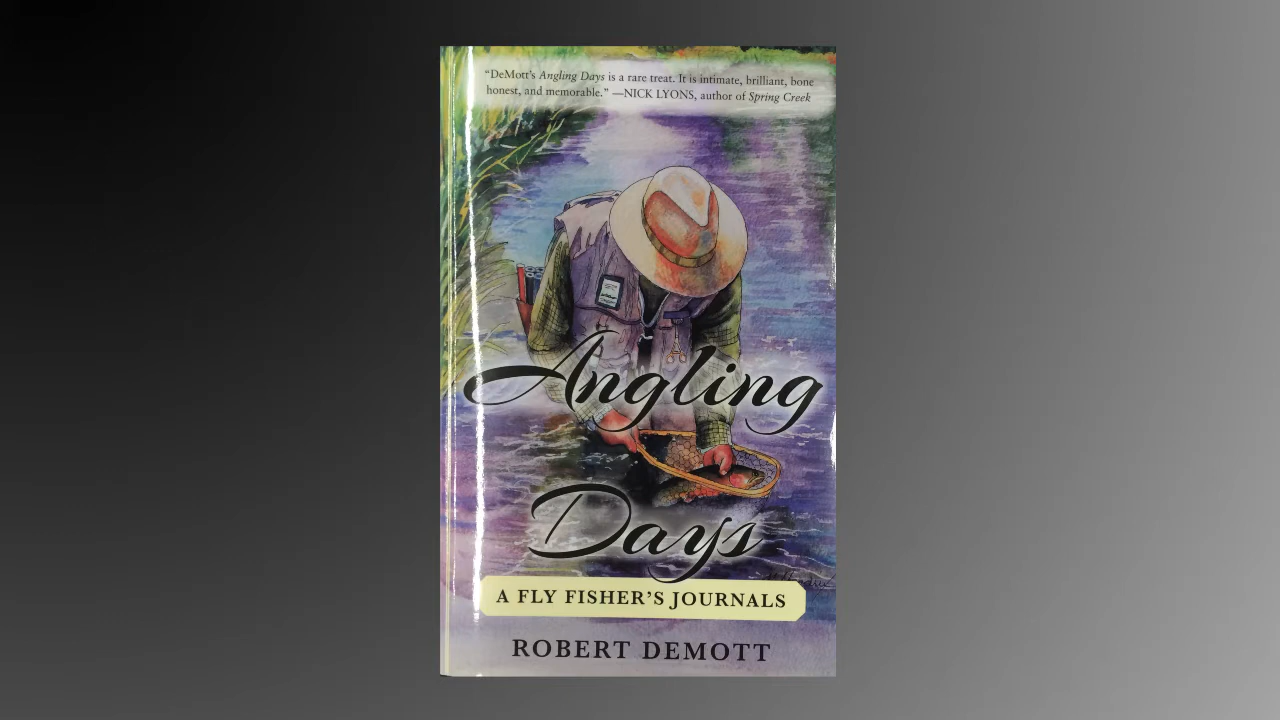 “DeMott’s Angling Days is a rare treat. It is intimate, brilliant, bone
honest, and memorable.” —NICK LYONS, author of Spring Creek
Angling
Days
A FLY FISHER’S JOURNALS
ROBERT DEMOTT